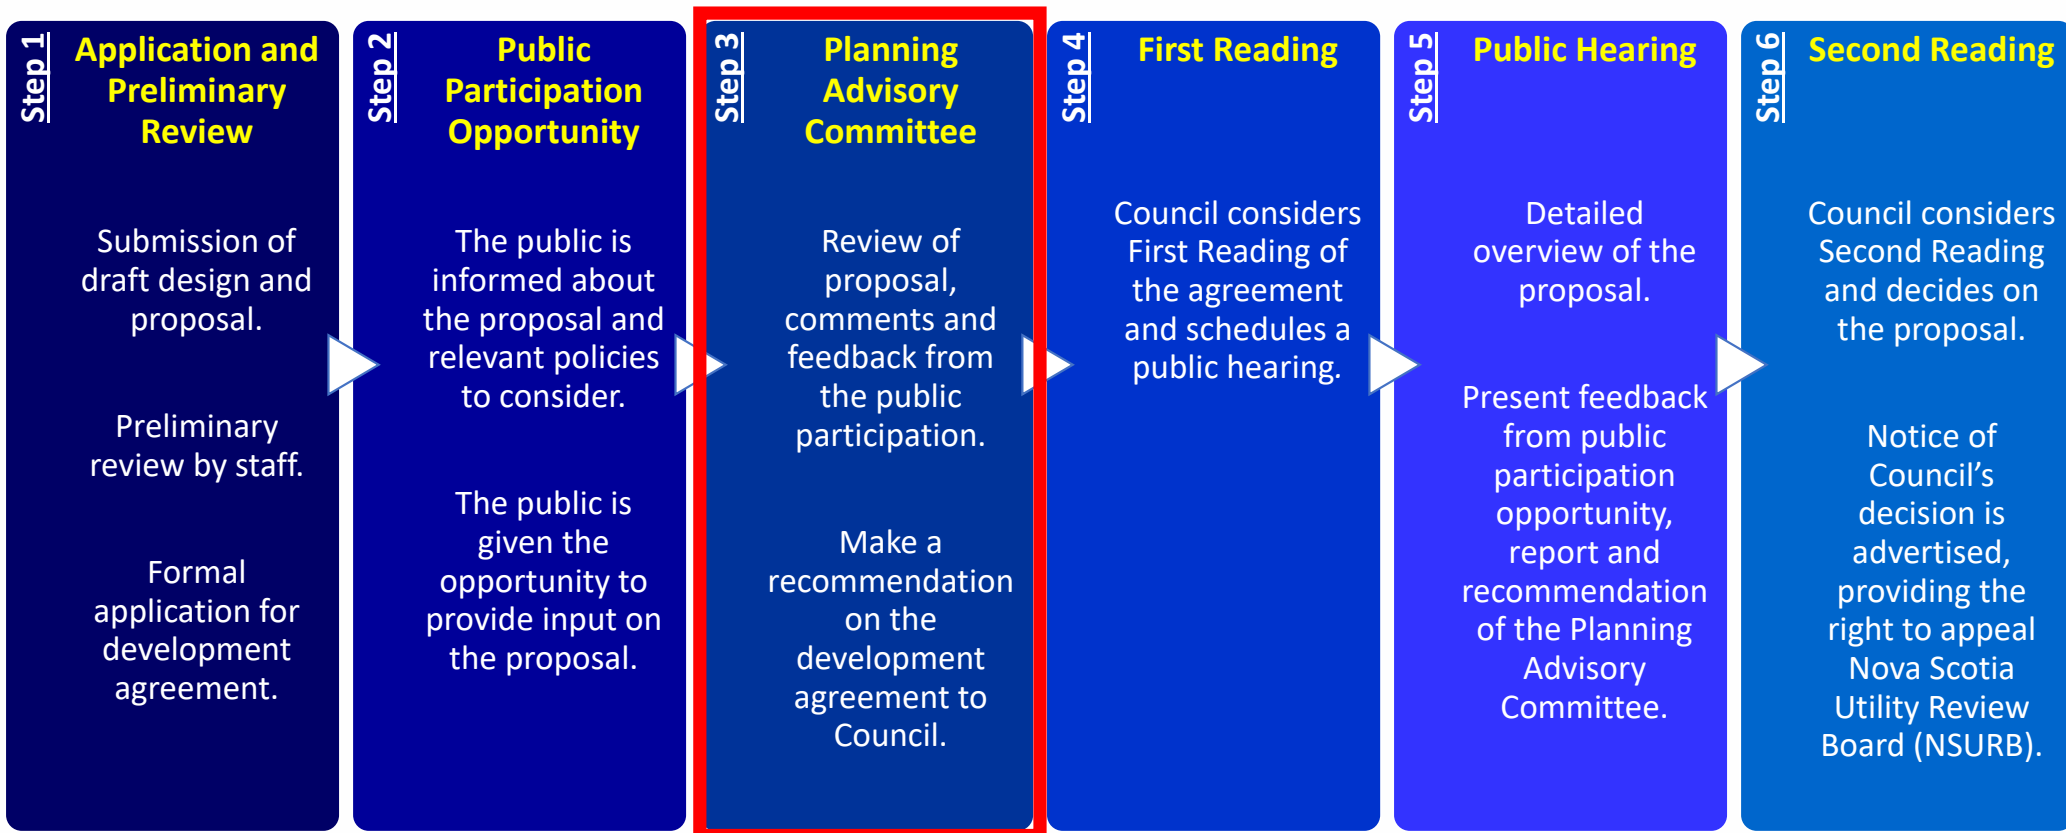 Step 1
Application and
Preliminary
Review
Submission of
draft design and
proposal.
Preliminary
review by staff.
Formal
application for
development
agreement.
Step 2
Public
Participation
Opportunity
The public is
informed about
the proposal and
relevant policies
to consider.
The public is
given the
opportunity to
provide input on
the proposal.
Step 3
Planning
Advisory
Committee
Review of
proposal,
comments and
feedback from
the public
participation.
Make a
recommendation
on the
development
agreement to
Council.
Step 4
First Reading
Council considers
First Reading of
the agreement
and schedules a
public hearing.
Step 5
Public Hearing
Detailed
overview of the
proposal.
Present feedback
from public
participation
opportunity,
report and
recommendation
of the Planning
Advisory
Committee.
Step 6
Second Reading
Council considers
Second Reading
and decides on
the proposal.
Notice of
Council’s
decision is
advertised,
providing the
right to appeal
Nova Scotia
Utility Review
Board (NSURB).